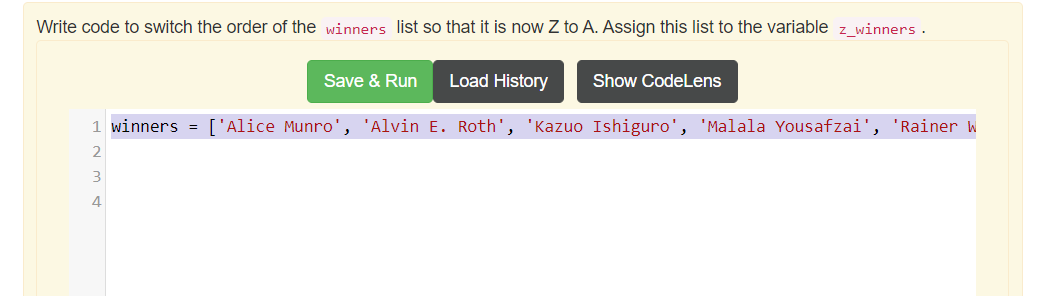 Write code to switch the order of the winners list so that it is now Z to A. Assign this list to the variable z_winners .
Save & Run Load History Show CodeLens
1 winners = ['Alice Munro', 'Alvin E. Roth', 'Kazuo Ishiguro', 'Malala Yousafzai', 'Rainer
2
3
4